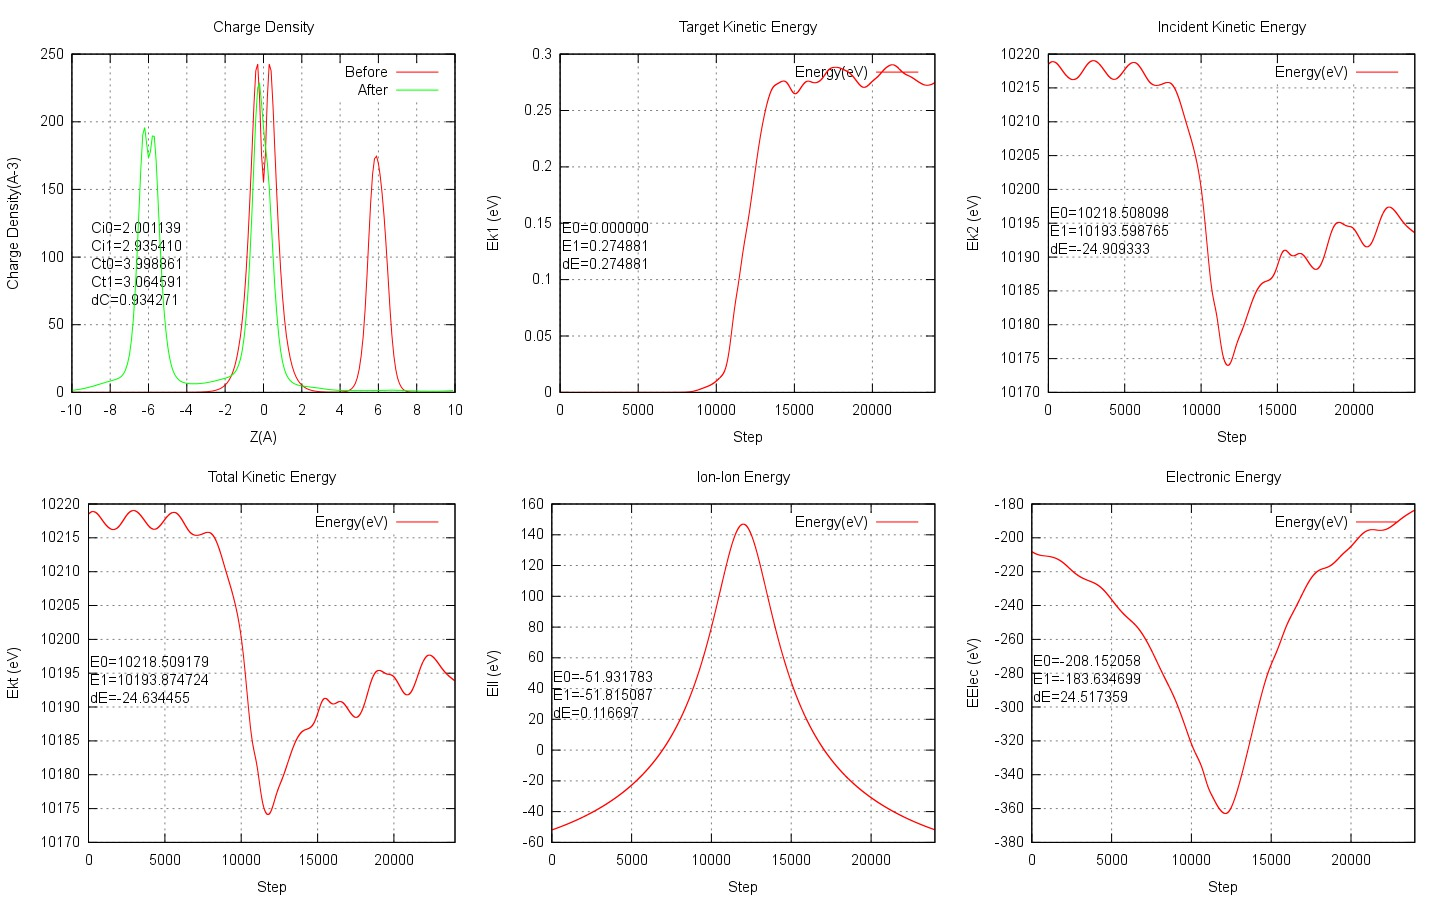 Charge Density
250
200
150
100
50
0
-10 -8 -6 -4 -2 0 2 4 6 8 10
Charge Density(A-3)
Z(A)
Before
After
Ci0=2.001139
Ci1=2.935410
Ct0=3.998861
Ct1=3.064591
dC=0.934271
Target Kinetic Energy
0.3
0.25
0.2
0.15
0.1
0.05
0
0 5000 10000 15000 20000
Ek1 (eV)
Step
Energy(eV)
E0=0.000000
E1=0.274881
dE=0.274881
Incident Kinetic Energy
10220
10215
10210
10205
10200
10195
10190
10185
10180
10175
10170
0 5000 10000 15000 20000
Ek2 (eV)
Step
Energy(eV)
E0=10218.508098
E1=10193.598765
dE=-24.909333
Total Kinetic Energy
10220
10215
10210
10205
10200
10195
10190
10185
10180
10175
10170
0 5000 10000 15000 20000
Ekt (eV)
Step
Energy(eV)
E0=10218.509179
E1=10193.874724
dE=-24.634455
Ion-Ion Energy
160
140
120
100
80
60
40
20
0
-20
-40
-60
0 5000 10000 15000 20000
EII (eV)
Step
Energy(eV)
E0=-51.931783
E1=-51.815087
dE=0.116697
Electronic Energy
-180
-200
-220
-240
-260
-280
-300
-320
-340
-360
-380
0 5000 10000 15000 20000
EElec (eV)
Step
Energy(eV)
E0=-208.152058
E1=-183.634699
dE=24.517359